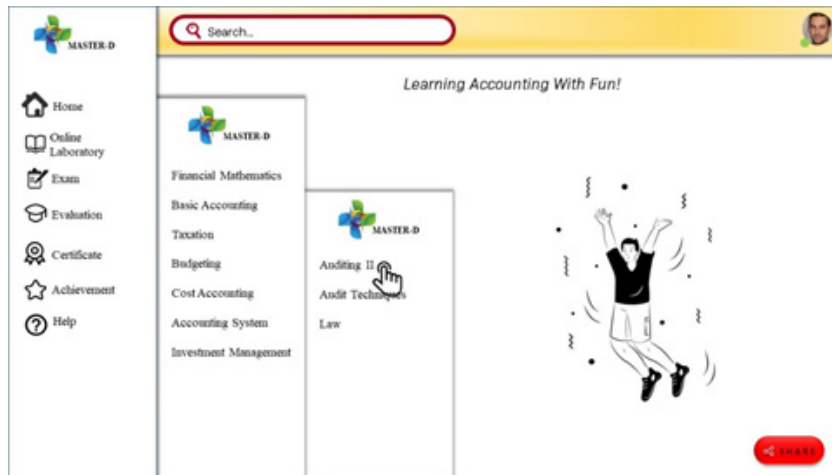 MASTER-D
Search...
Learning Accounting With Fun!
Home
Online
Laboratory
Exam
Evaluation
Certificate
Achievement
Help
MASTER-D
Financial Mathematics
Basic Accounting
Taxation
Budgeting
Cost Accounting
Accounting System
Investment Management
MASTER-D
Auditing II
Audit Techniques
Law
SHARE